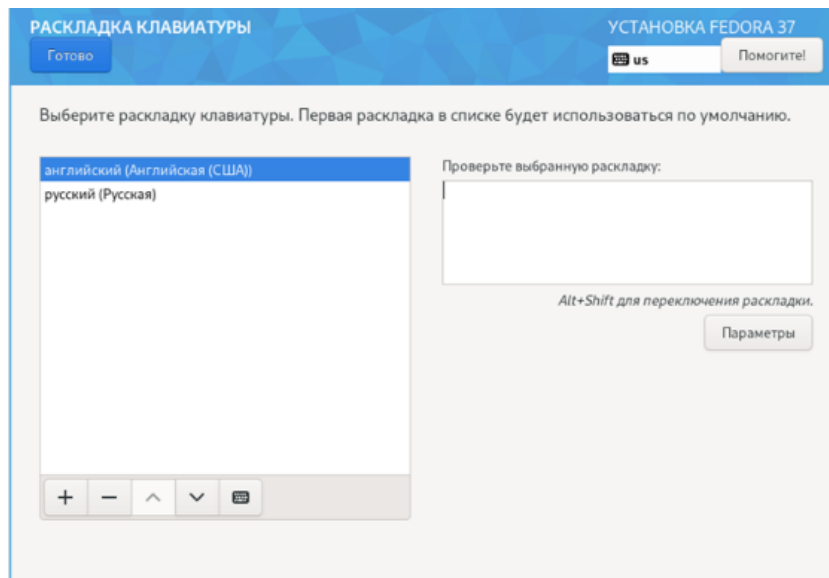 РАСКЛАДКА КЛАВИАТУРЫ
УСТАНОВКА FEDORA 37
Готово
us
Помогите!
Выберите раскладку клавиатуры. Первая раскладка в списке будет использоваться по умолчанию.
английский (Английская (США))
русский (Русская)
Проверьте выбранную раскладку:
Alt+Shift для переключения раскладки.
Параметры